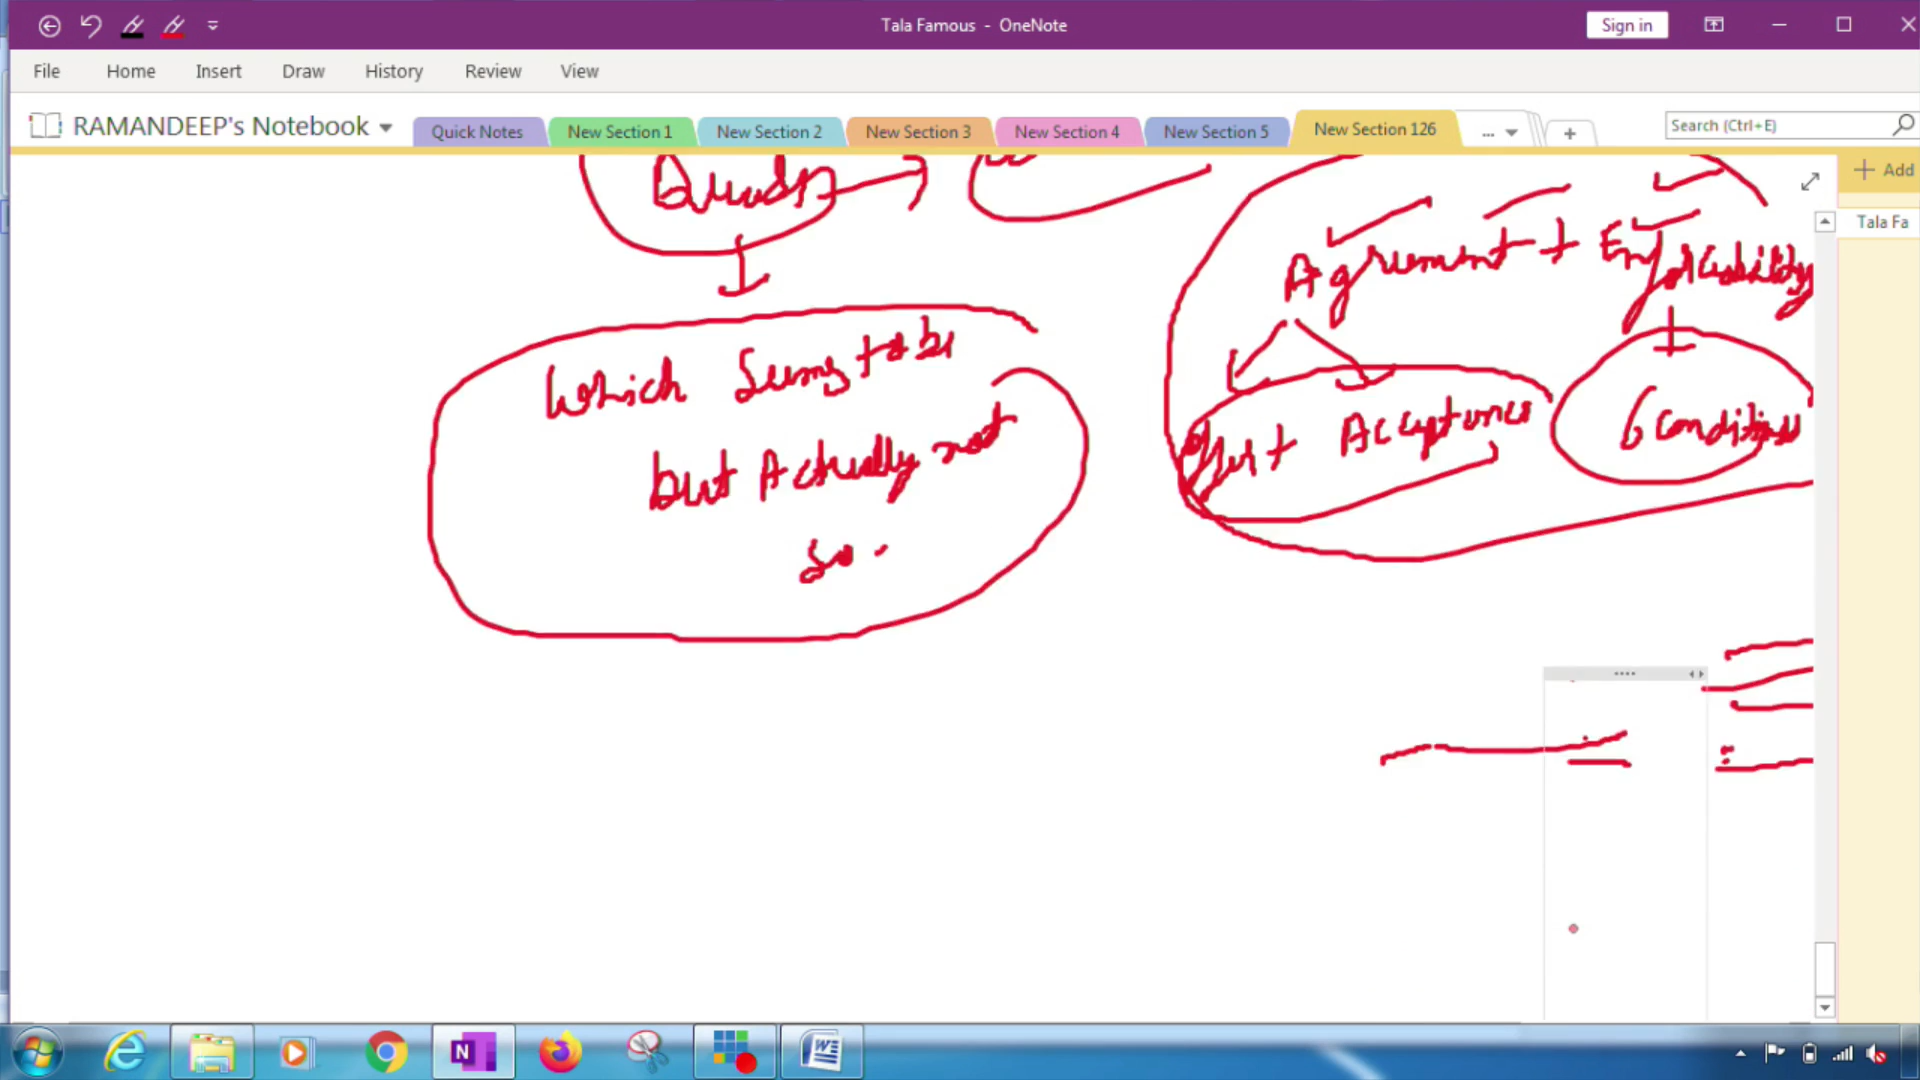 Tala Famous - OneNote
Sign in
File Home Insert Draw History Review View
RAMANDEEP's Notebook
Quick Notes New Section 1 New Section 2 New Section 3 New Section 4 New Section 5 New Section 126 ...
Search (Ctrl+E)
Add
Tala Fa
Quasi
Agreement + Enforceability
Which Seems to be
but Actually not
so.
Offer + Acceptance
6 Conditions